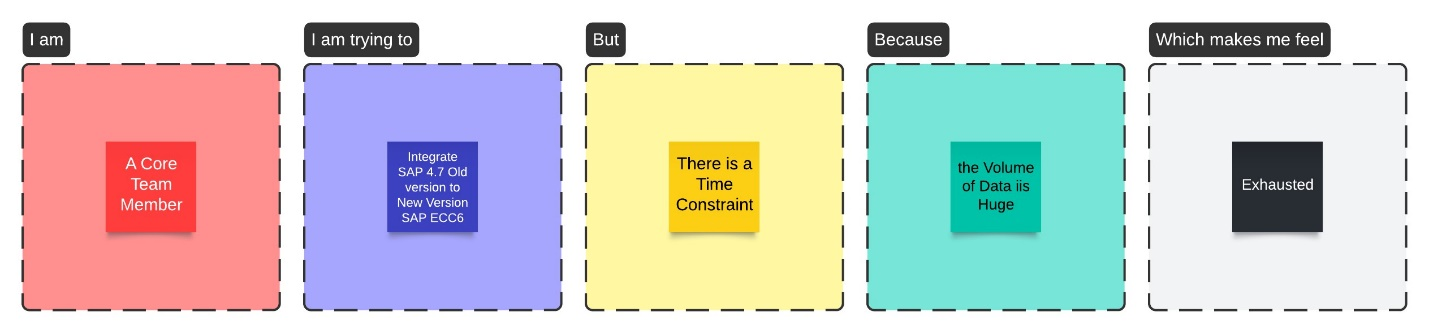 I am
I am trying to
But
Because
Which makes me feel
A Core
Team
Member
Integrate
SAP 4.7 Old
version to
New Version
SAP ECC6
There is a
Time
Constraint
the Volume
of Data iis
Huge
Exhausted